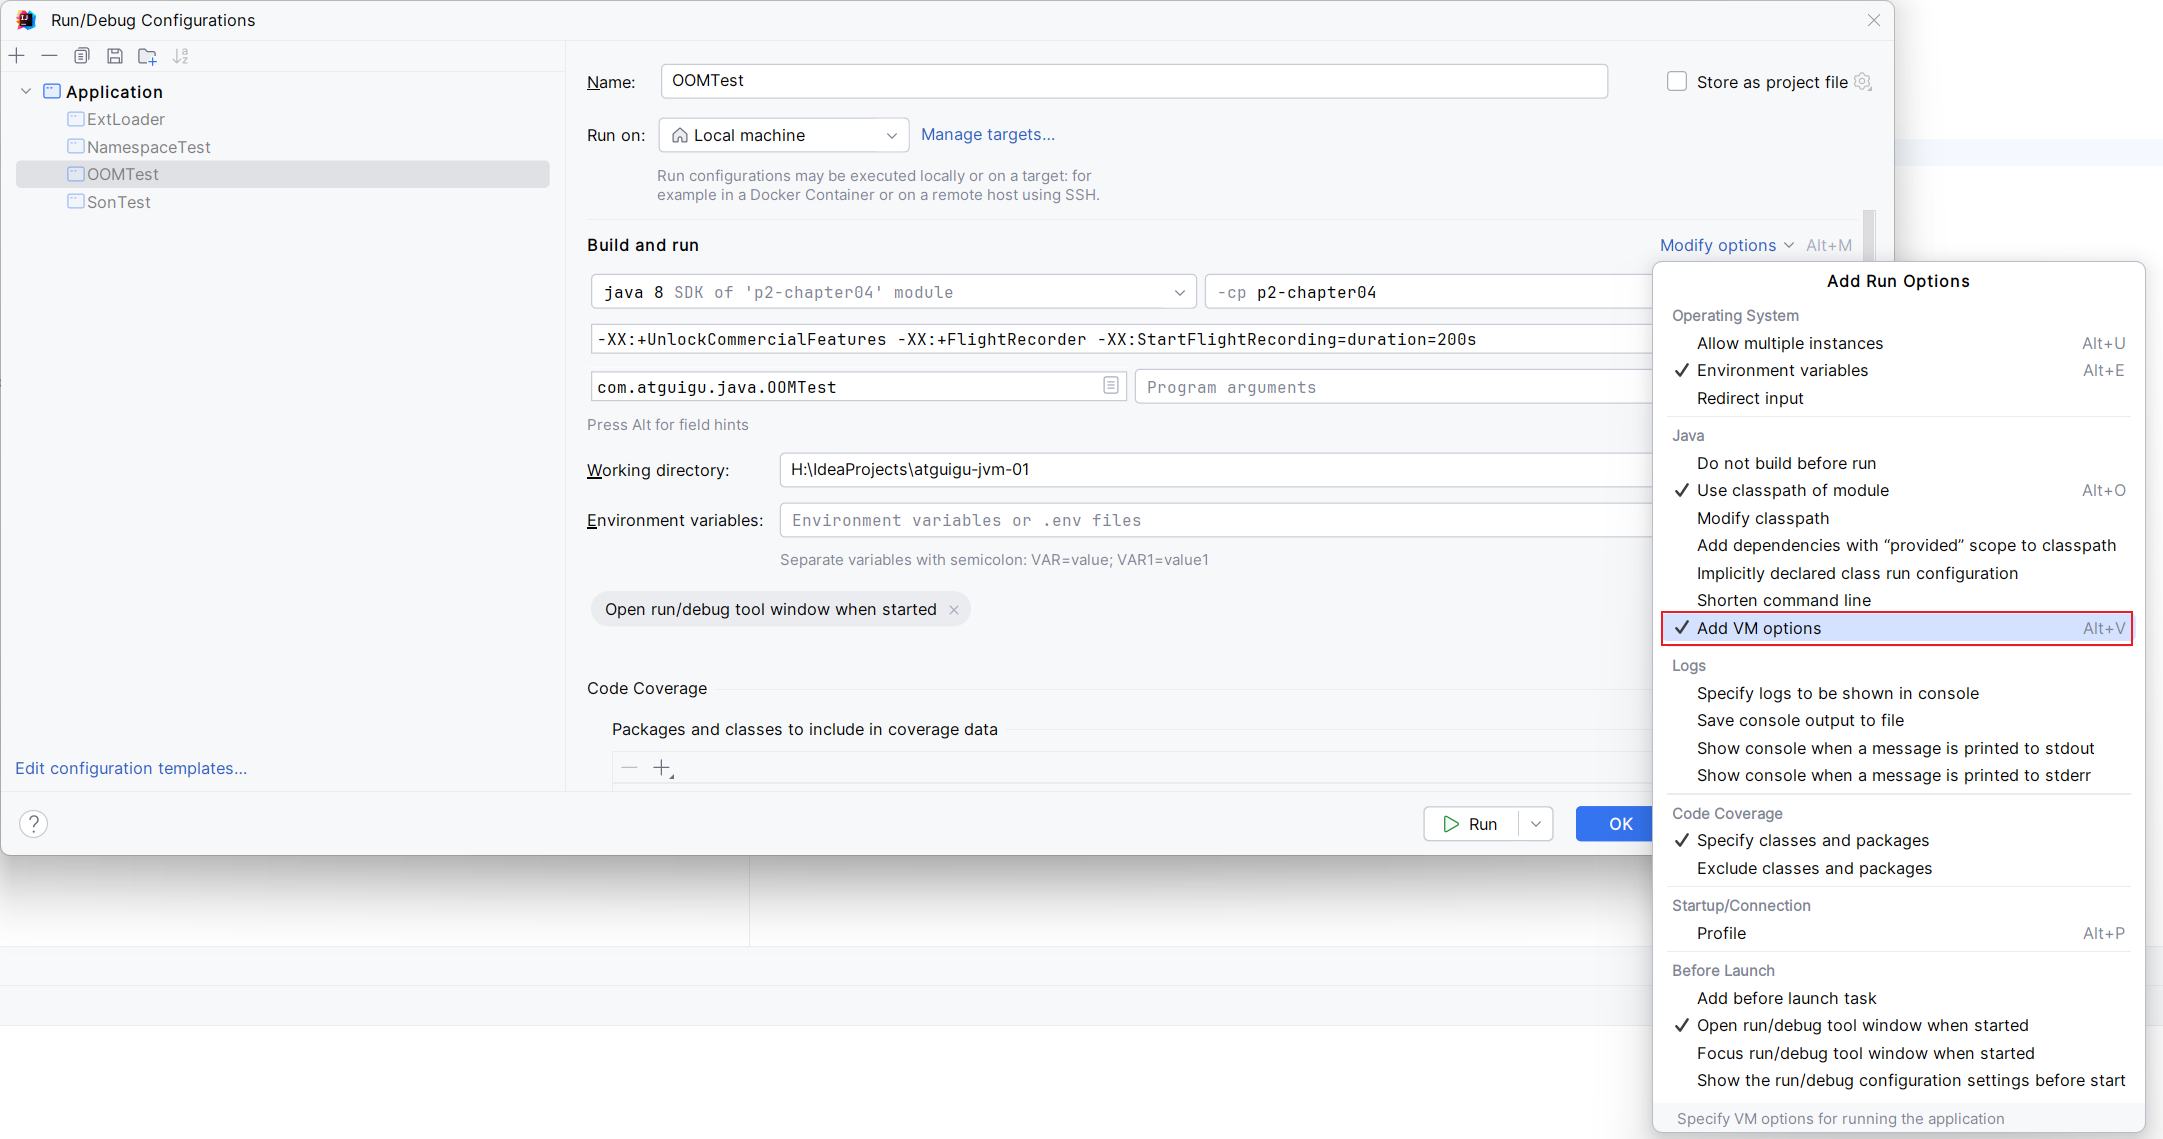 Run/Debug Configurations
Application
ExtLoader
NamespaceTest
OOMTest
SonTest
Edit configuration templates...
Name: OOMTest
Store as project file
Run on: Local machine Manage targets...
Run configurations may be executed locally or on a target: for
example in a Docker Container or on a remote host using SSH.
Build and run
Modify options Alt+M
java 8 SDK of 'p2-chapter04' module
-cp p2-chapter04
-XX:+UnlockCommercialFeatures -XX:+FlightRecorder -XX:StartFlightRecording=duration=200s
com.atguigu.java.OOMTest
Program arguments
Press Alt for field hints
Working directory: H:\IdeaProjects\atguigu-jvm-01
Environment variables: Environment variables or .env files
Separate variables with semicolon: VAR=value; VAR1=value1
Open run/debug tool window when started
Code Coverage
Packages and classes to include in coverage data
?
Run
OK
Add Run Options
Operating System
Allow multiple instances Alt+U
Environment variables Alt+E
Redirect input
Java
Do not build before run
Use classpath of module Alt+O
Modify classpath
Add dependencies with “provided” scope to classpath
Implicitly declared class run configuration
Shorten command line
Add VM options Alt+V
Logs
Specify logs to be shown in console
Save console output to file
Show console when a message is printed to stdout
Show console when a message is printed to stderr
Code Coverage
Specify classes and packages
Exclude classes and packages
Startup/Connection
Profile Alt+P
Before Launch
Add before launch task
Open run/debug tool window when started
Focus run/debug tool window when started
Show the run/debug configuration settings before start
Specify VM options for running the application